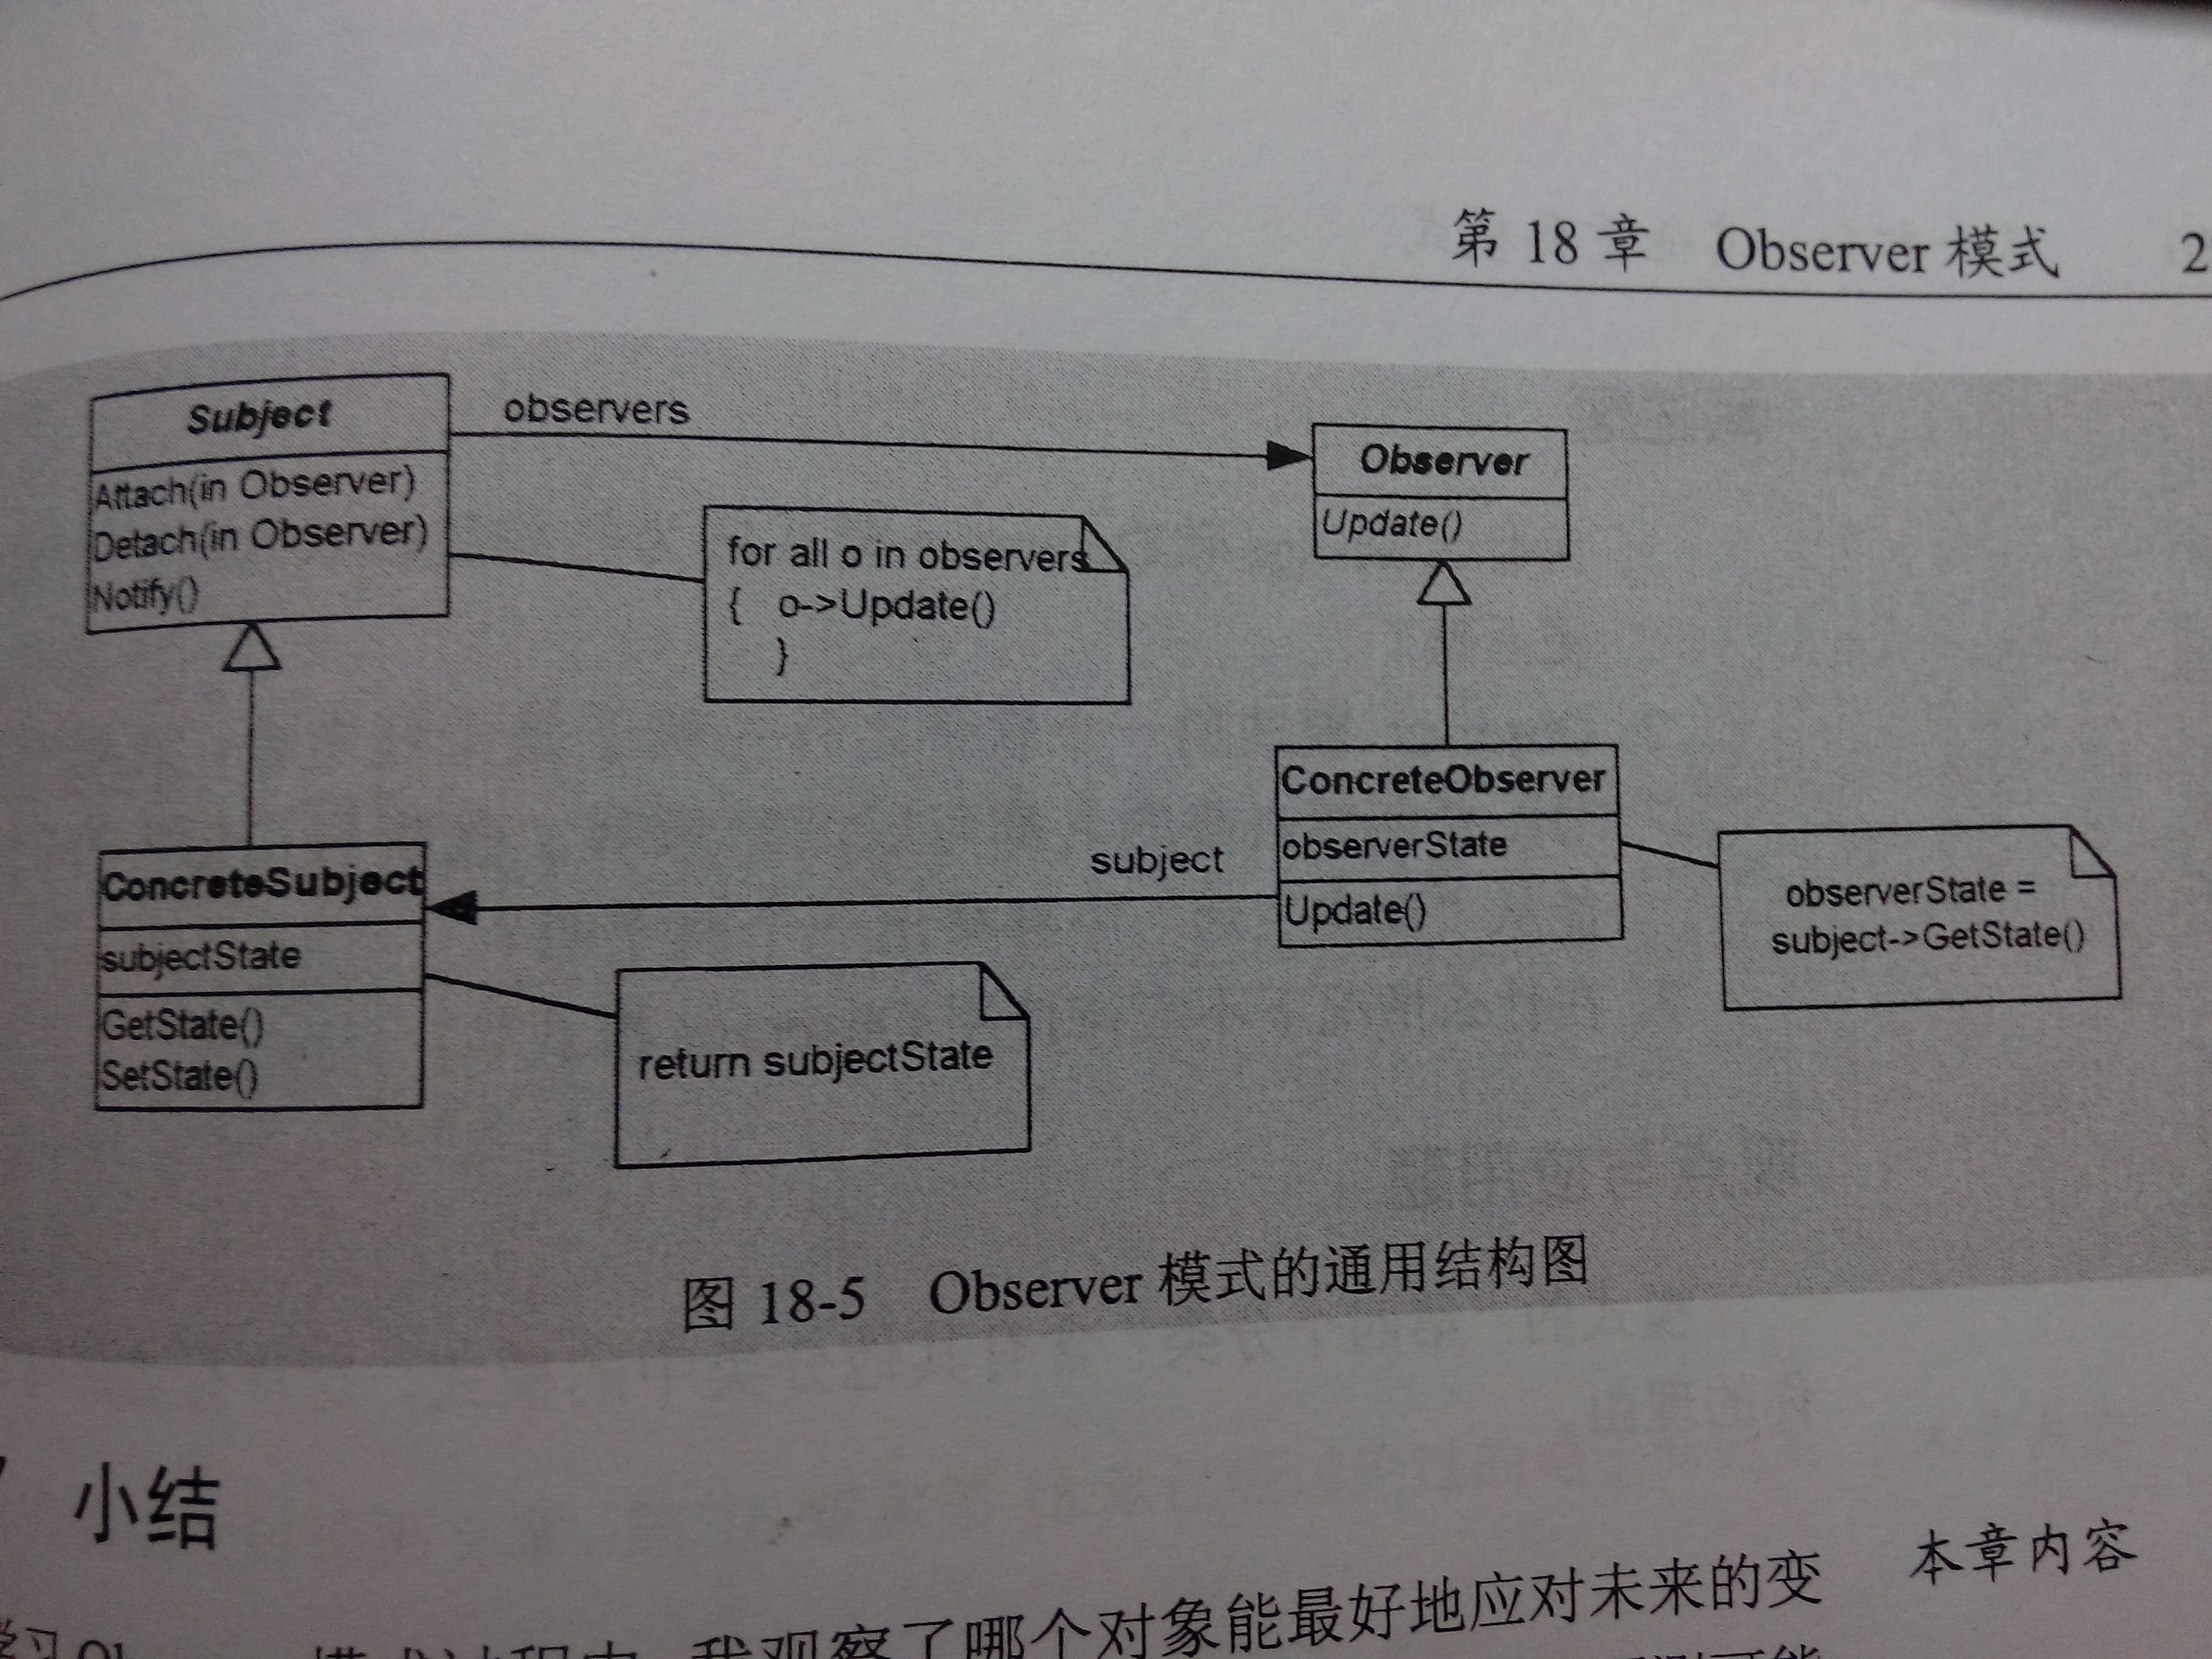 第 18 章 Observer 模式 2
Subject
Attach(in Observer)
Detach(in Observer)
Notify()
observers
Observer
Update()
for all o in observers
{ o->Update()
}
ConcreteSubject
subjectState
GetState()
SetState()
subject
ConcreteObserver
observerState
Update()
observerState =
subject->GetState()
return subjectState
图 18-5 Observer 模式的通用结构图
小结
本章内容
我观察了哪个对象能最好地应对未来的变